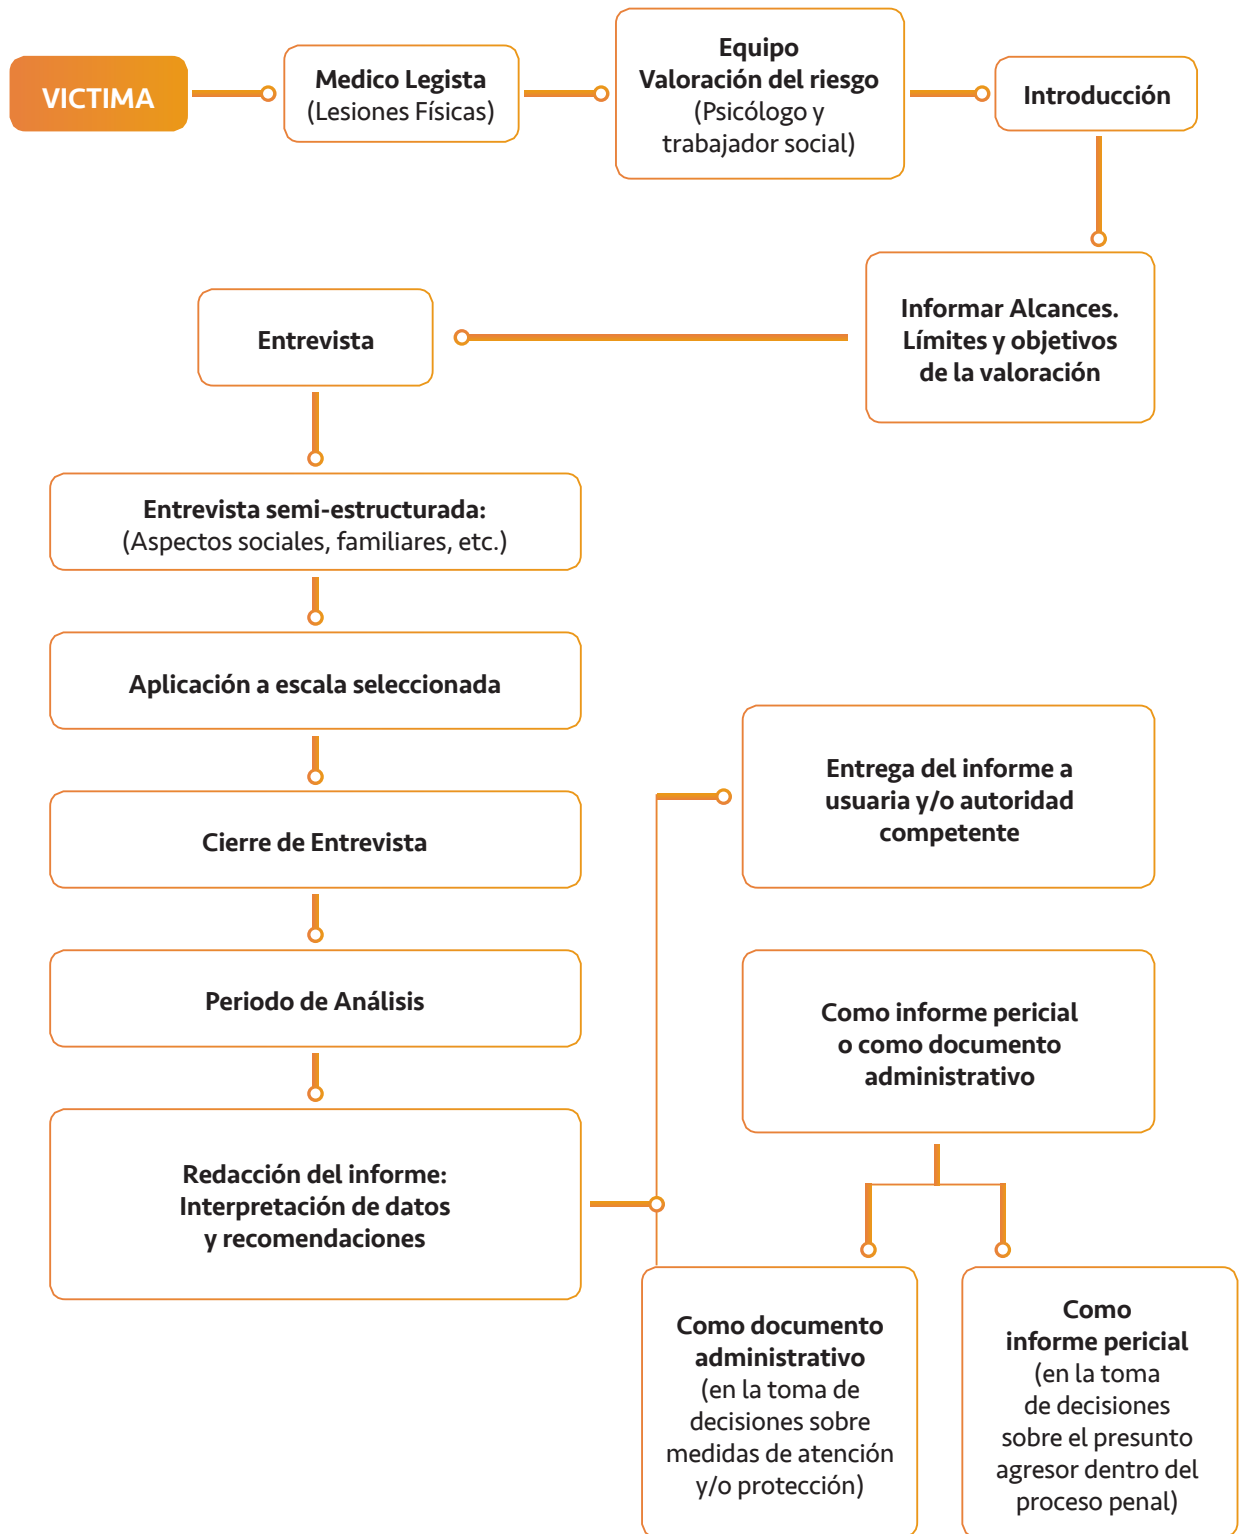 VICTIMA
Medico Legista
(Lesiones Físicas)
Equipo
Valoración del riesgo
(Psicólogo y
trabajador social)
Introducción
Informar Alcances.
Límites y objetivos
de la valoración
Entrevista
Entrevista semi-estructurada:
(Aspectos sociales, familiares, etc.)
Aplicación a escala seleccionada
Cierre de Entrevista
Periodo de Análisis
Redacción del informe:
Interpretación de datos
y recomendaciones
Entrega del informe a
usuaria y/o autoridad
competente
Como informe pericial
o como documento
administrativo
Como documento
administrativo
(en la toma de
decisiones sobre
medidas de atención
y/o protección)
Como
informe pericial
(en la toma
de decisiones
sobre el presunto
agresor dentro del
proceso penal)